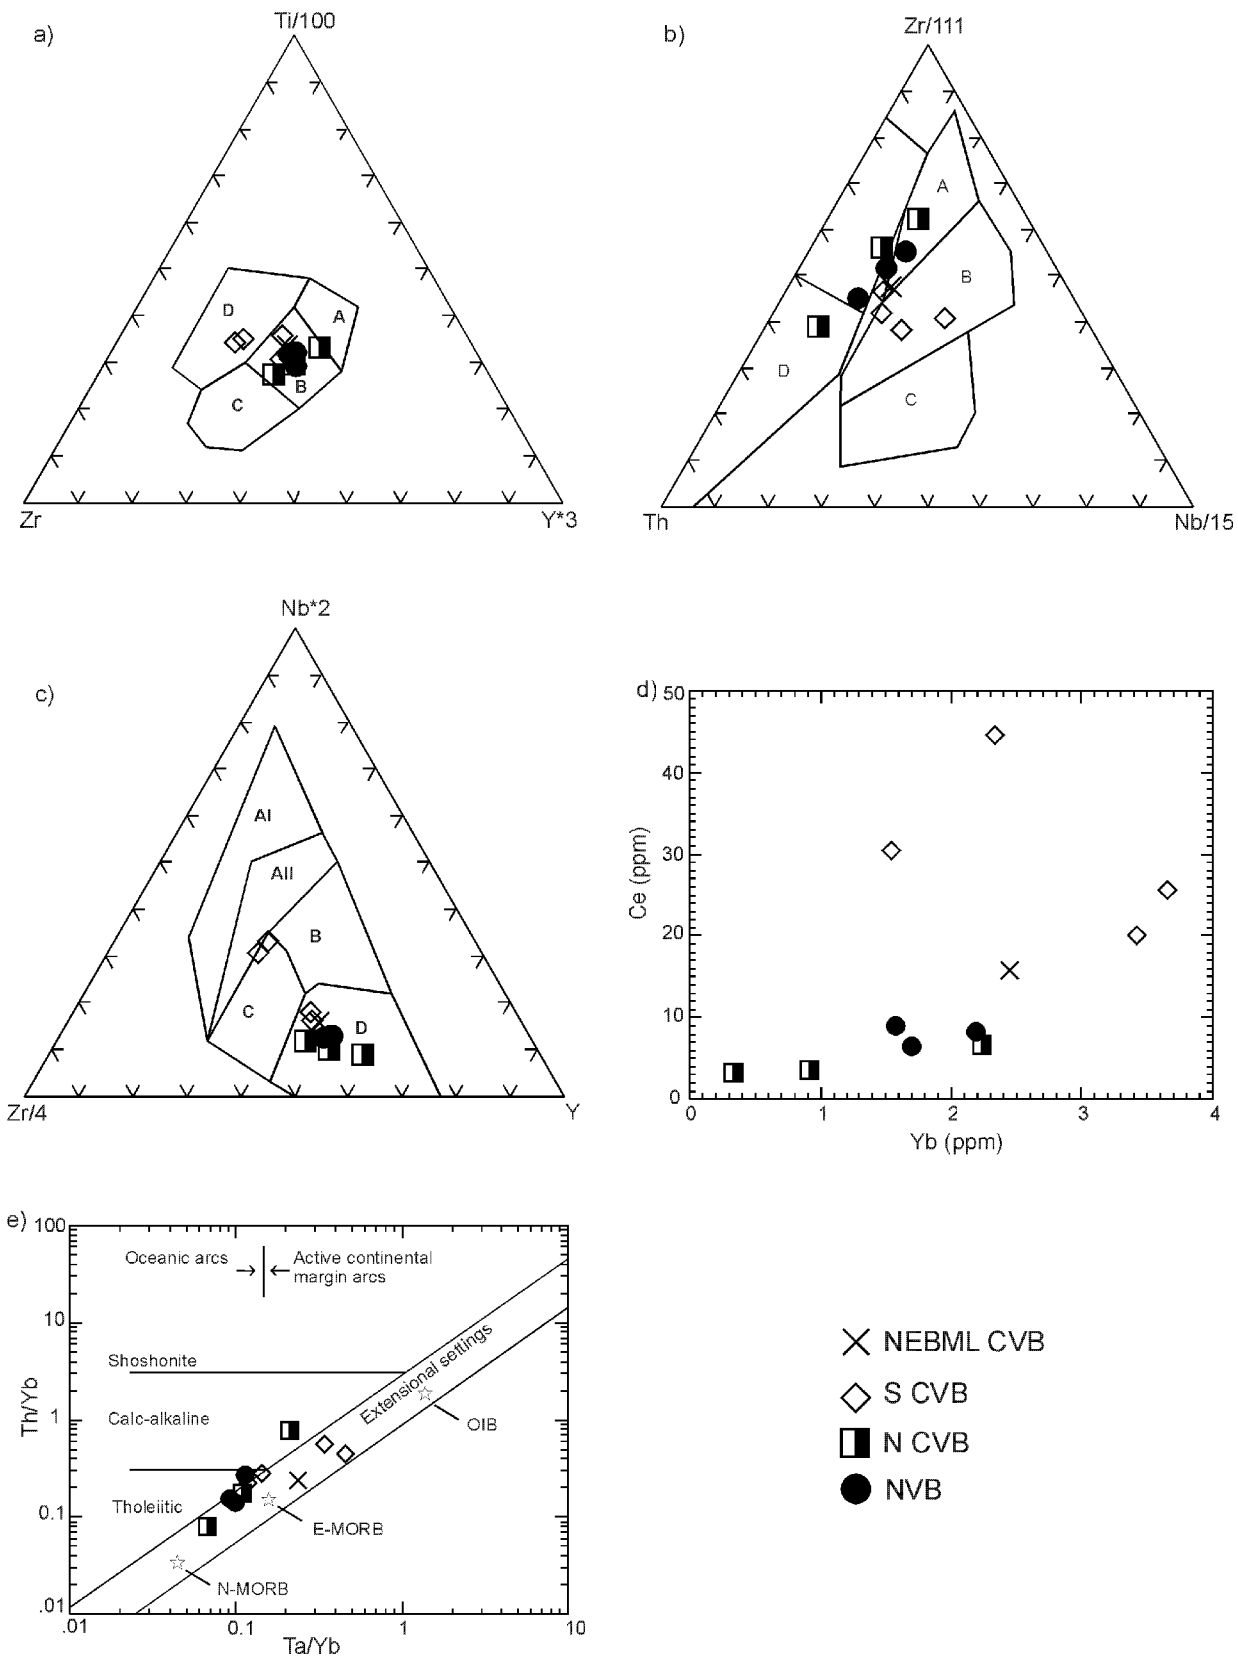 a)
Ti/100
D
A
B
C
Zr
Y*3
b)
Zr/111
A
B
D
C
Th
Nb/15
c)
Nb*2
AI
AII
B
C
D
Zr/4
Y
d)
50
40
30
20
10
0
Ce (ppm)
0
1
2
3
4
Yb (ppm)
e)
100
10
1
0.1
.01
Th/Yb
Oceanic arcs
Active continental
margin arcs
Shoshonite
Extensional settings
Calc-alkaline
OIB
Tholeiitic
E-MORB
N-MORB
.01
0.1
1
10
Ta/Yb
NEBML CVB
S CVB
N CVB
NVB